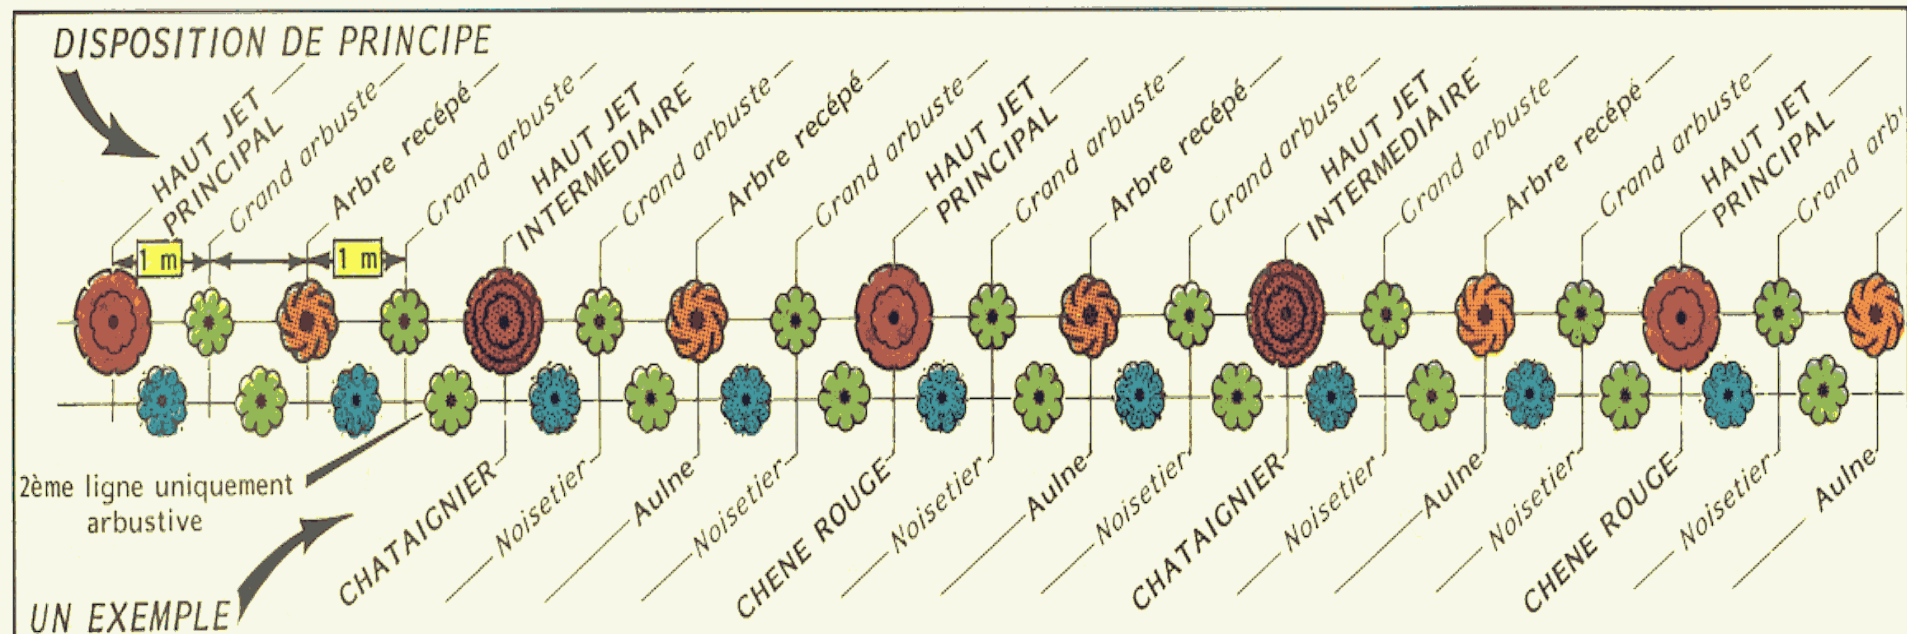 DISPOSITION DE PRINCIPE
HAUT JET
PRINCIPAL
Grand arbuste
Arbre recépé
Grand arbuste
HAUT JET
INTERMEDIAIRE
Grand arbuste
Arbre recépé
Grand arbuste
HAUT JET
PRINCIPAL
Grand arbuste
Arbre recépé
Grand arbuste
HAUT JET
INTERMEDIAIRE
Grand arbuste
Arbre recépé
Grand arbuste
HAUT JET
PRINCIPAL
Grand arb
1 m
1 m
2ème ligne uniquement
arbustive
CHATAIGNIER
Noisetier
Aulne
Noisetier
CHENE ROUGE
Noisetier
Aulne
Noisetier
CHATAIGNIER
Noisetier
Aulne
Noisetier
CHENE ROUGE
Noisetier
Aulne
UN EXEMPLE